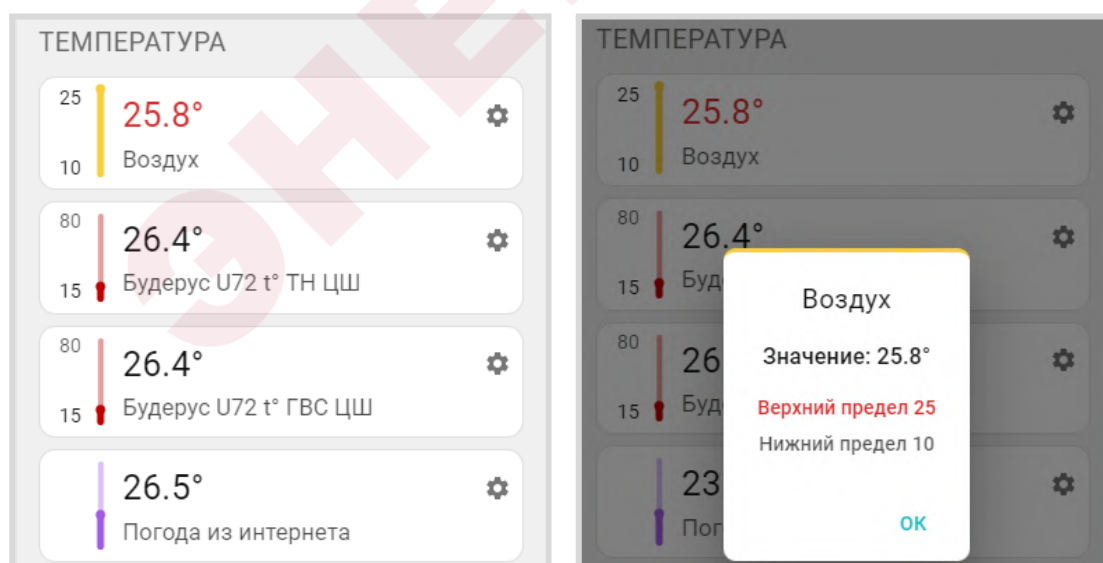 ТЕМПЕРАТУРА
25
25.8°
10
Воздух
80
26.4°
15
Будерус U72 t° ТН ЦШ
80
26.4°
15
Будерус U72 t° ГВС ЦШ
26.5°
Погода из интернета
ТЕМПЕРАТУРА
25
25.8°
10
Воздух
80
26.4°
15
Буд
80
26
15
Буд
23
Пог
Воздух
Значение: 25.8°
Верхний предел 25
Нижний предел 10
ОК
ЭНЕ